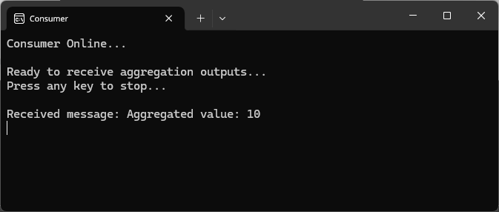 Consumer
Consumer Online...
Ready to receive aggregation outputs...
Press any key to stop...
Received message: Aggregated value: 10